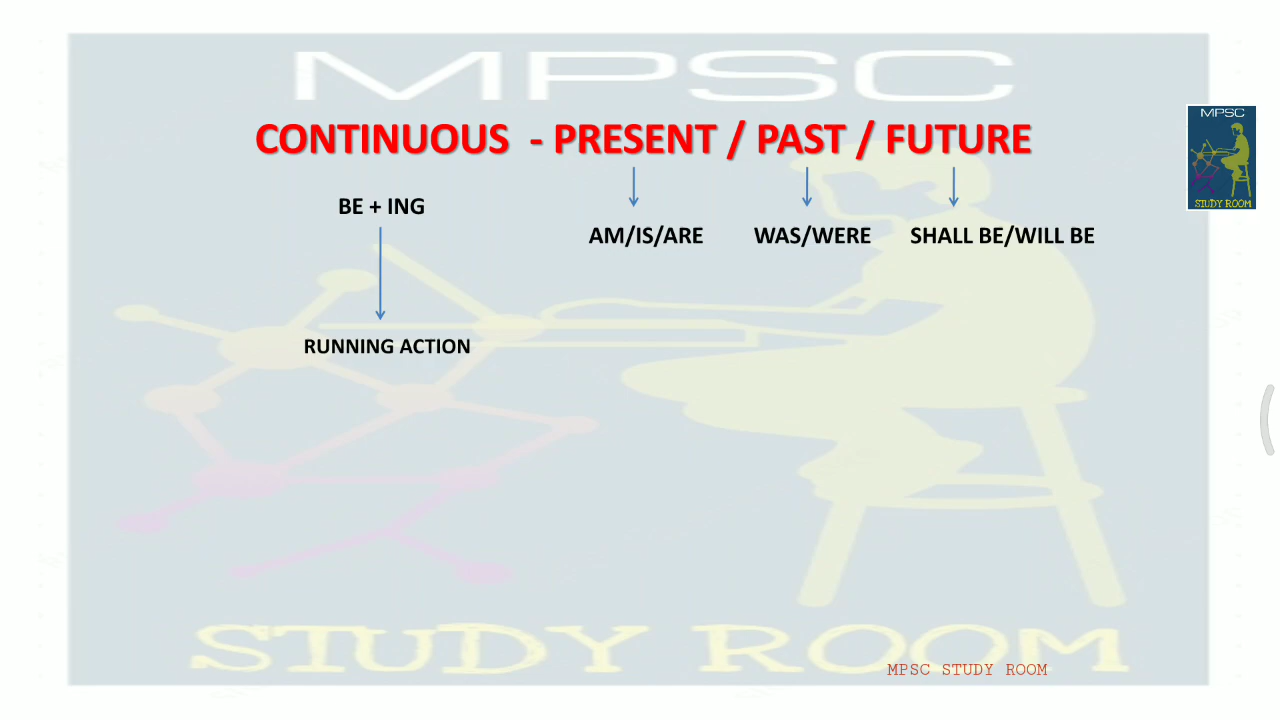 MPSC
CONTINUOUS - PRESENT / PAST / FUTURE
BE + ING
AM/IS/ARE WAS/WERE SHALL BE/WILL BE
RUNNING ACTION
STUDY ROOM
MPSC STUDY ROOM
MPSC
STUDY ROOM